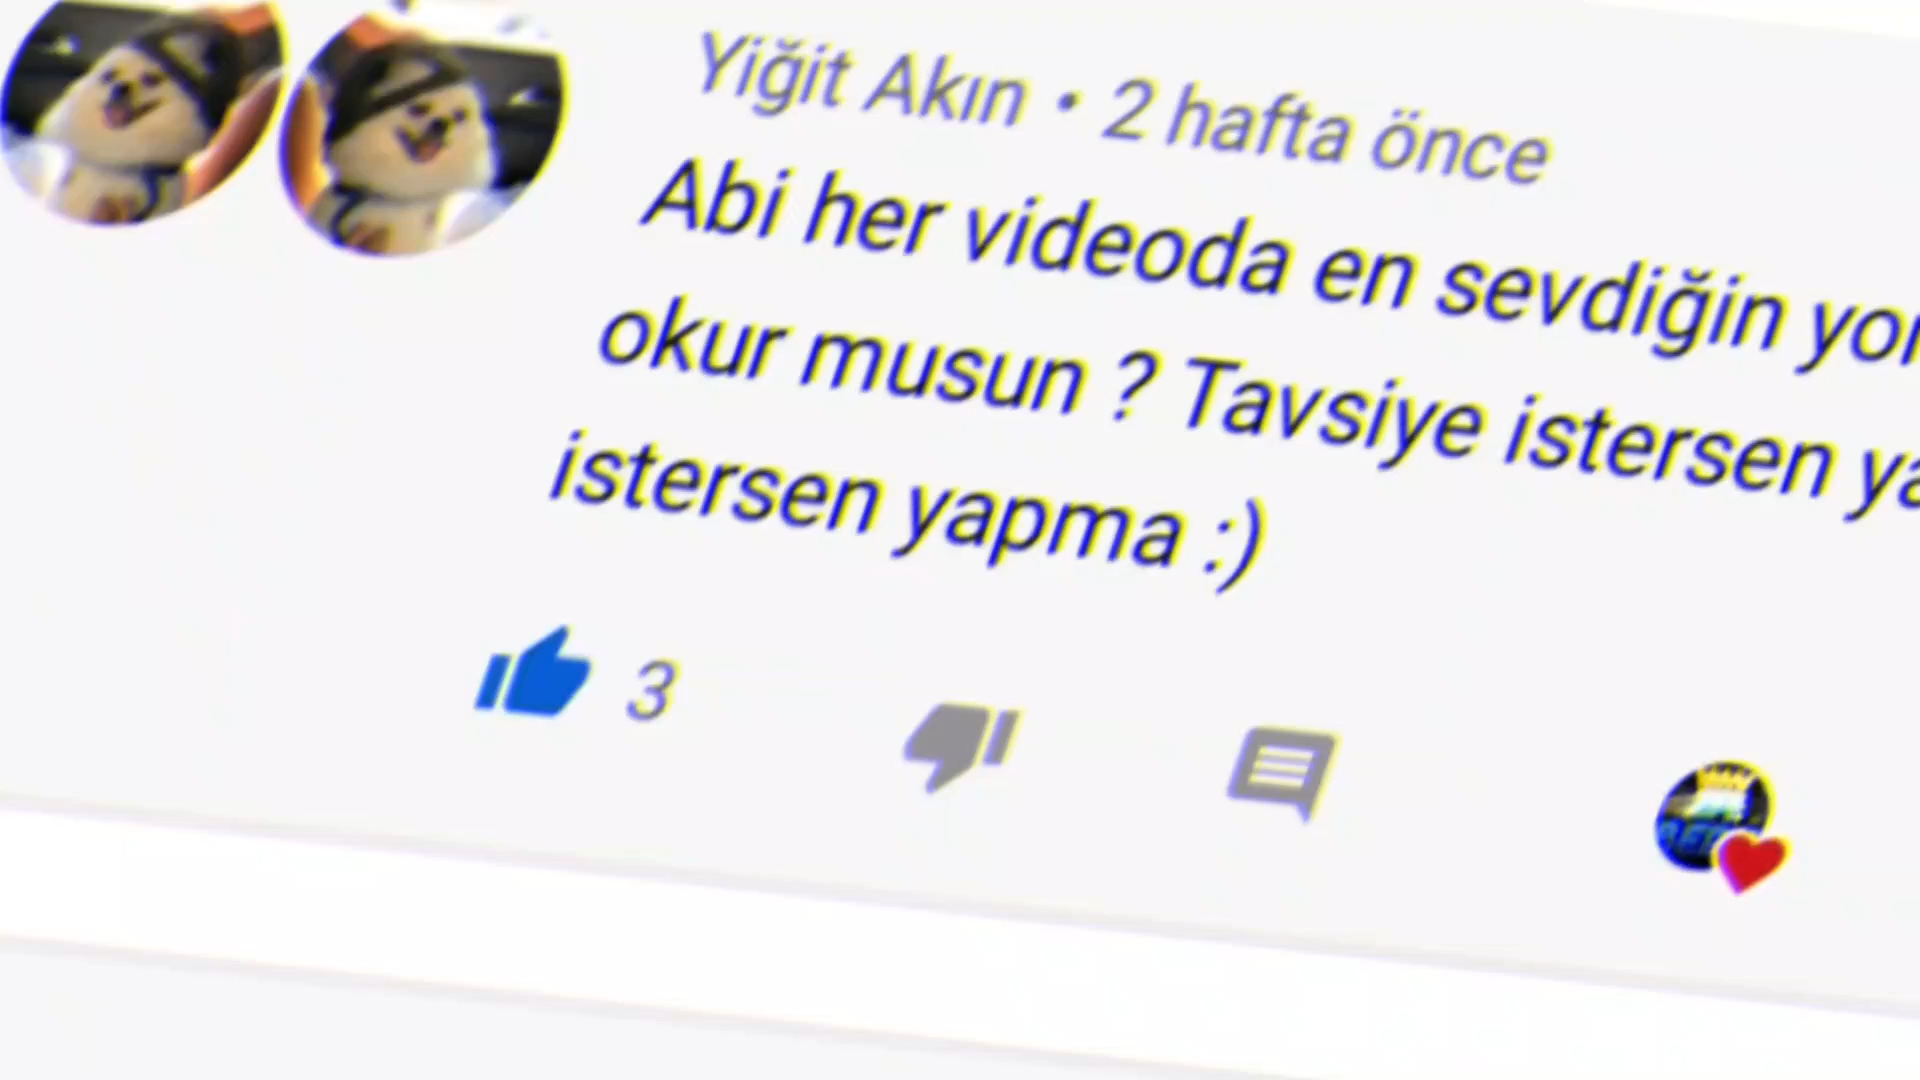 Yiğit Akın • 2 hafta önce
Abi her videoda en sevdiğin
okur musun ? Tavsiye istersen
istersen yapma :)
3